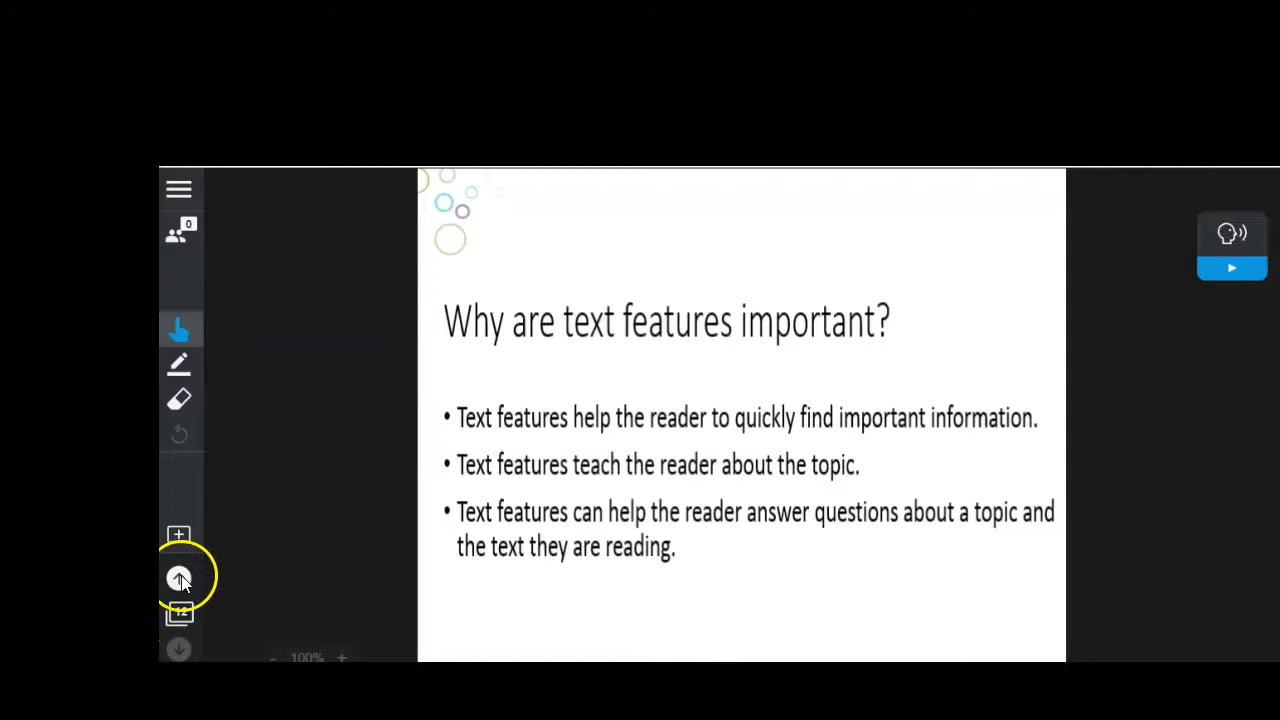 0
Why are text features important?
• Text features help the reader to quickly find important information.
• Text features teach the reader about the topic.
• Text features can help the reader answer questions about a topic and
the text they are reading.
12
- 100% +